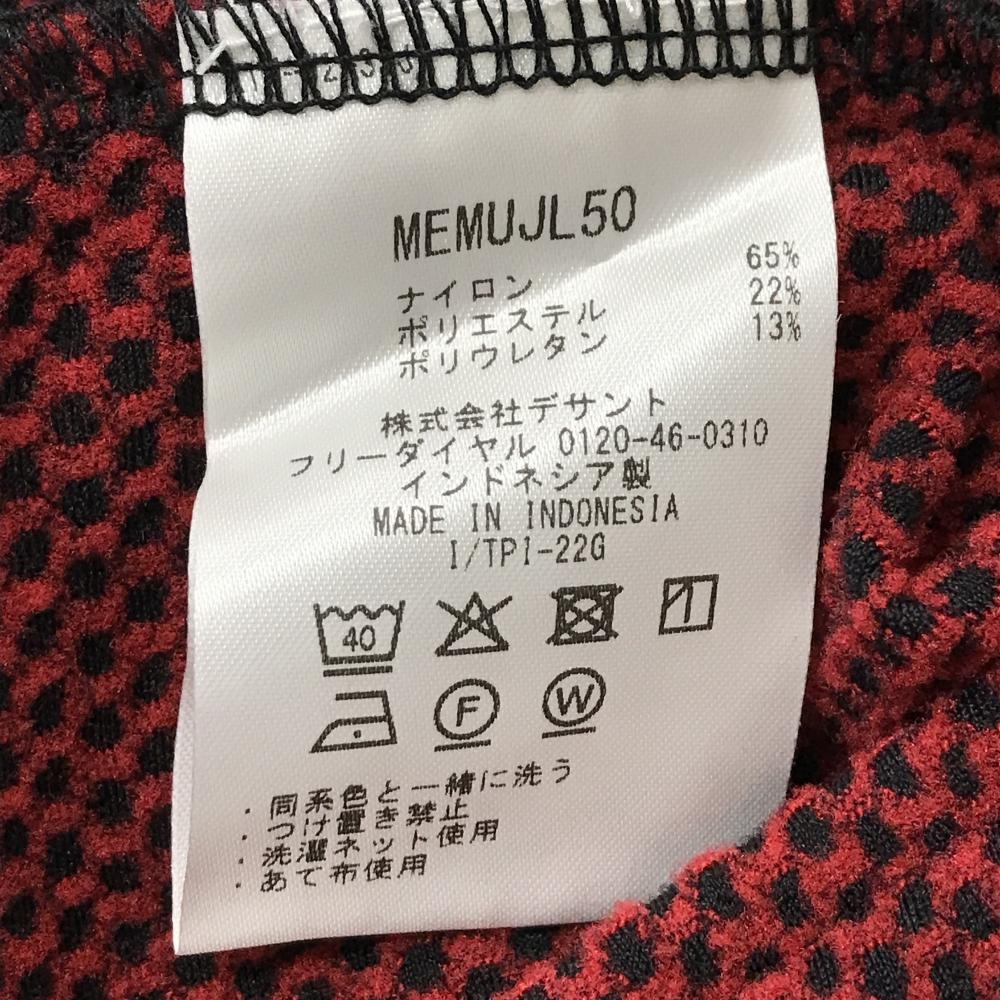 MEMUJL50
ナイロン 65%
ポリエステル 22%
ポリウレタン 13%
株式会社デサント
フリーダイヤル 0120-46-0310
インドネシア製
MADE IN INDONESIA
I/TPI-22G
40
F W
・同系色と一緒に洗う
・つけ置き禁止
・洗濯ネット使用
・あて布使用